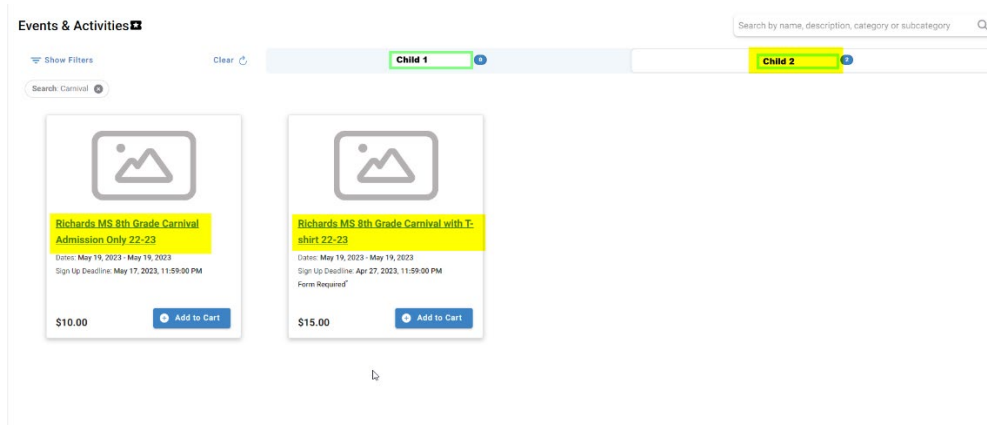 Events & Activities
Search by name, description, category or subcategory
Show Filters
Clear
Child 1
0
Child 2
2
Search: Carnival
Richards MS 8th Grade Carnival
Admission Only 22-23
Dates: May 19, 2023 - May 19, 2023
Sign Up Deadline: May 17, 2023, 11:59:00 PM
$10.00
Add to Cart
Richards MS 8th Grade Carnival with T-
shirt 22-23
Dates: May 19, 2023 - May 19, 2023
Sign Up Deadline: Apr 27, 2023, 11:59:00 PM
Form Required*
$15.00
Add to Cart